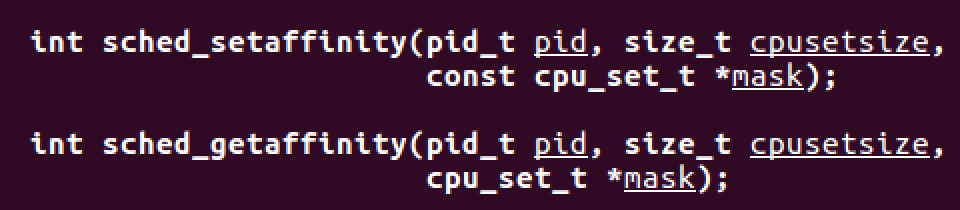 int sched_setaffinity(pid_t pid, size_t cpusetsize,
const cpu_set_t *mask);
int sched_getaffinity(pid_t pid, size_t cpusetsize,
cpu_set_t *mask);